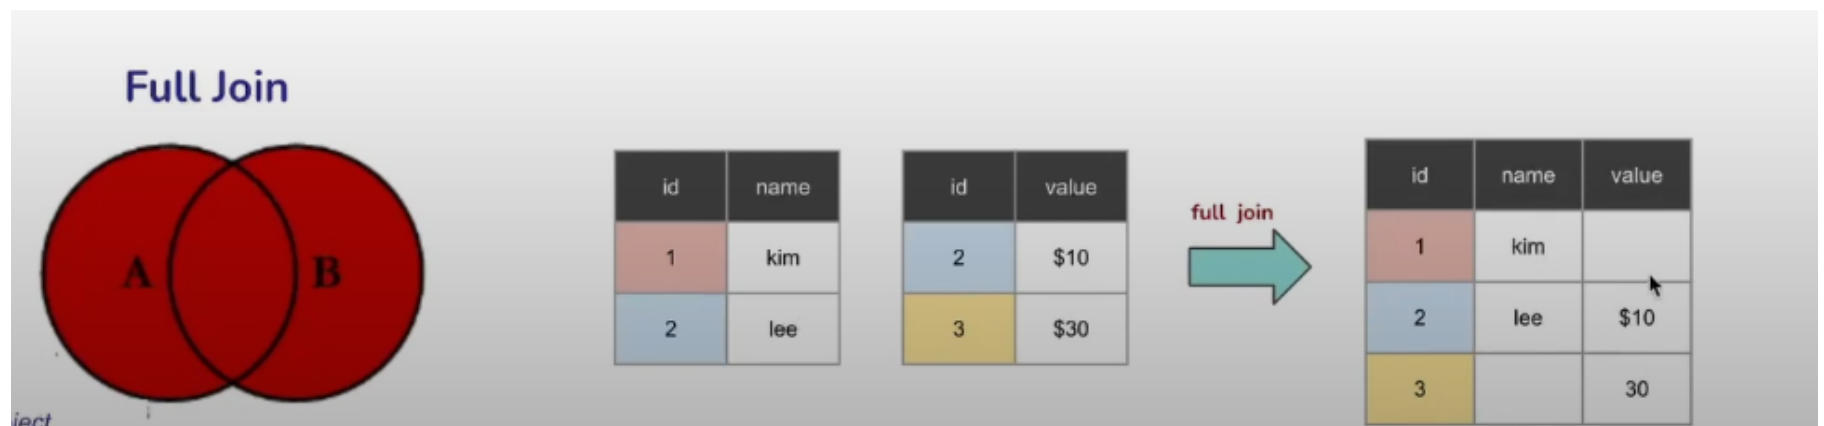 Full Join
A B
id name
1 kim
2 lee
id value
2 $10
3 $30
full join
id name value
1 kim
2 lee $10
3 30
ject